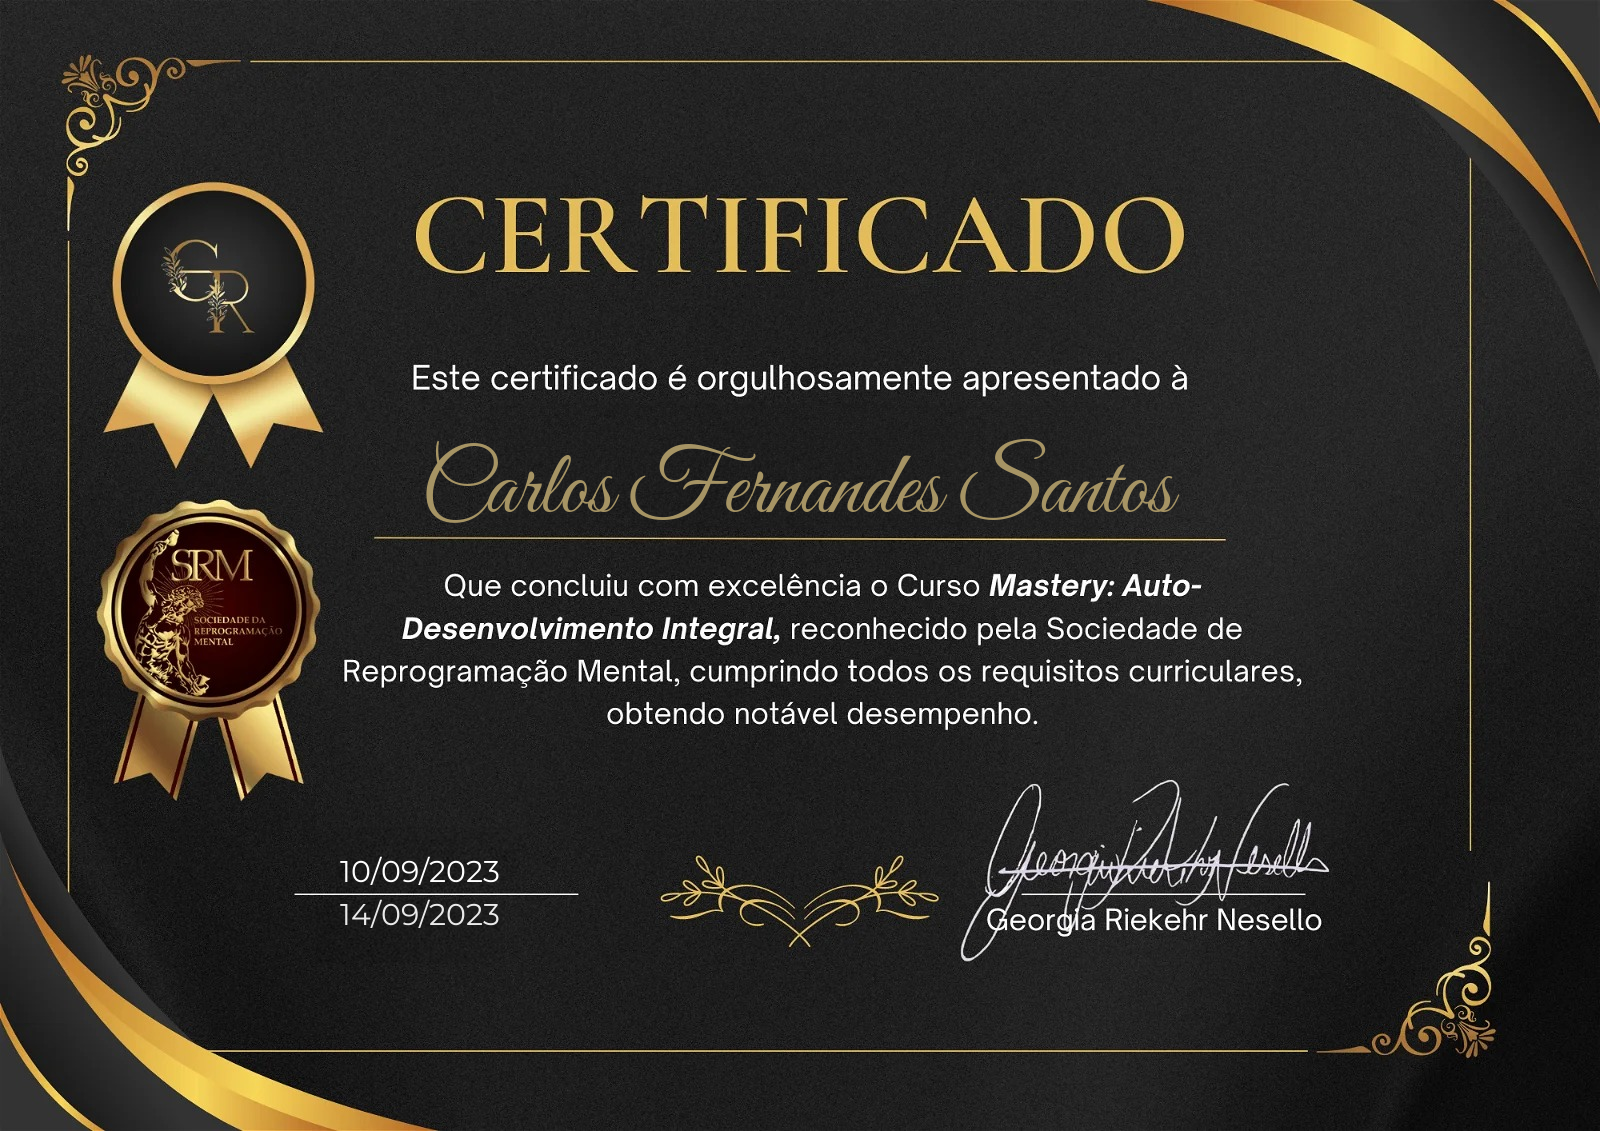 CERTIFICADO
Este certificado é orgulhosamente apresentado à
GR
Carlos Fernandes Santos
SRM
SOCIEDADE DA
REPROGRAMAÇÃO
MENTAL
Que concluiu com excelência o Curso Mastery: Auto-
Desenvolvimento Integral, reconhecido pela Sociedade de
Reprogramação Mental, cumprindo todos os requisitos curriculares,
obtendo notável desempenho.
10/09/2023
14/09/2023
Georgia Riekehr Nesello
Georgia Riekehr Nesello